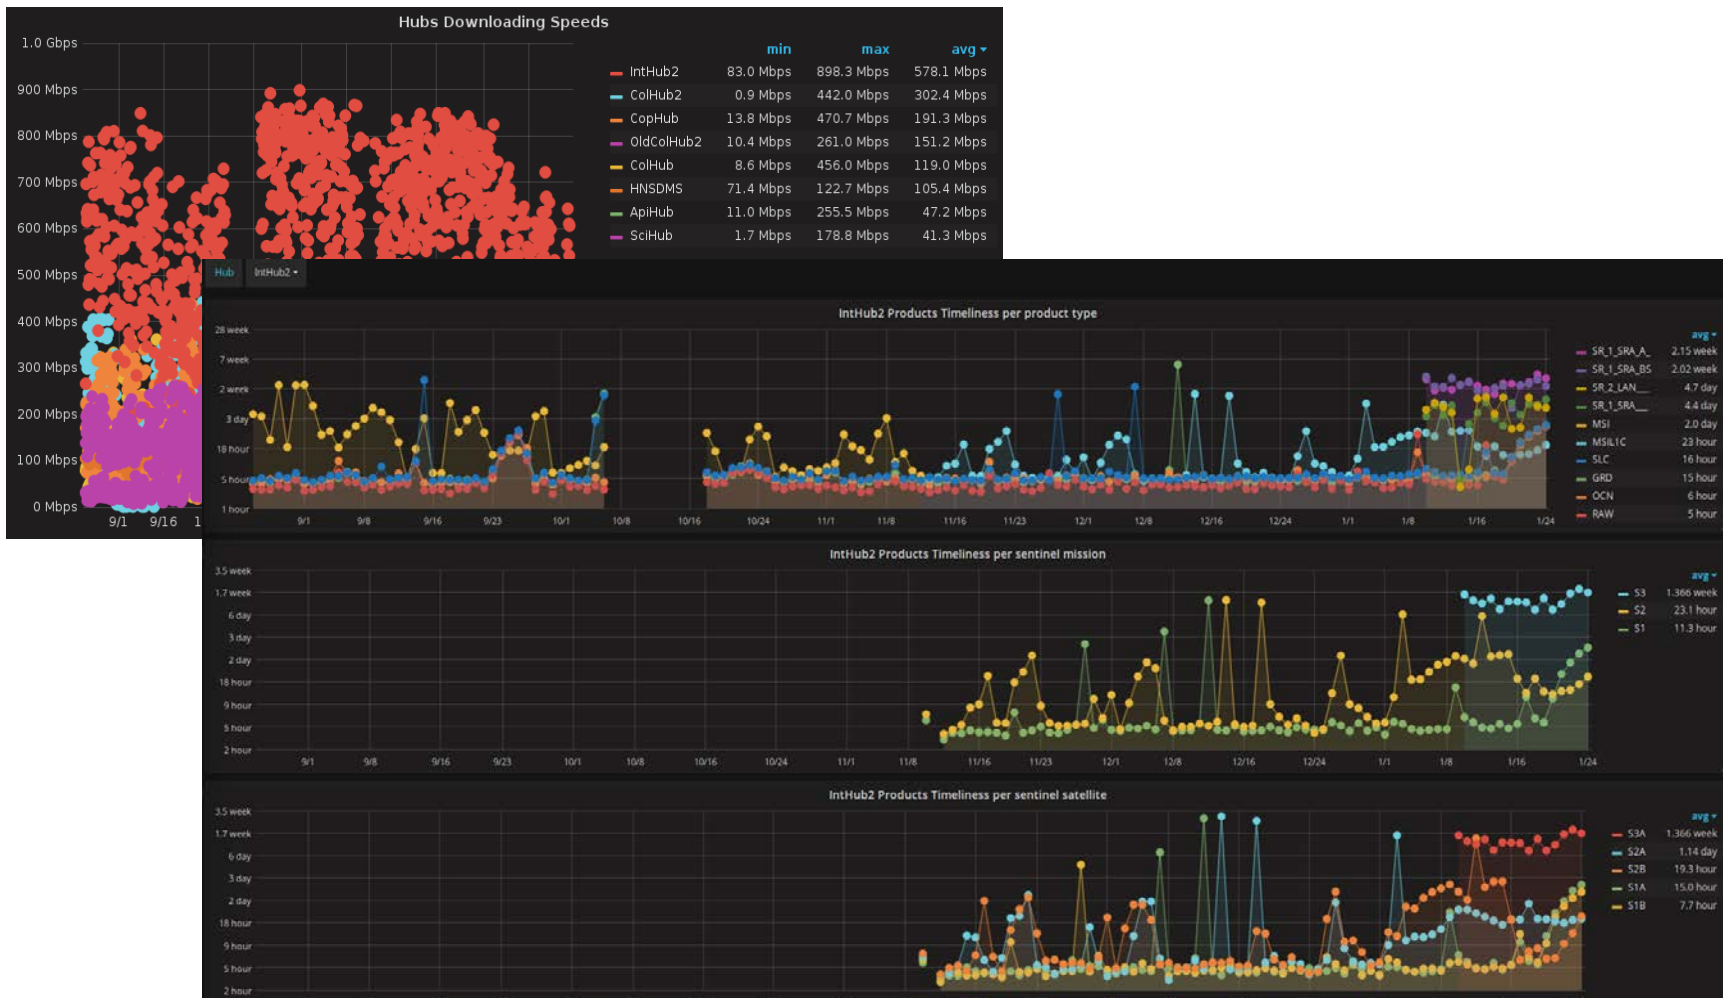 Hubs Downloading Speeds
min max avg
IntHub2 83.0 Mbps 898.3 Mbps 578.1 Mbps
ColHub2 0.9 Mbps 442.0 Mbps 302.4 Mbps
CopHub 13.8 Mbps 470.7 Mbps 191.3 Mbps
OldColHub2 10.4 Mbps 261.0 Mbps 151.2 Mbps
ColHub 8.6 Mbps 456.0 Mbps 119.0 Mbps
HNSDMS 71.4 Mbps 122.7 Mbps 105.4 Mbps
ApiHub 11.0 Mbps 255.5 Mbps 47.2 Mbps
SciHub 1.7 Mbps 178.8 Mbps 41.3 Mbps
1.0 Gbps
900 Mbps
800 Mbps
700 Mbps
600 Mbps
500 Mbps
400 Mbps
300 Mbps
200 Mbps
100 Mbps
0 Mbps
9/1 9/16 1
Hub IntHub2
IntHub2 Products Timeliness per product type
28 week
7 week
2 week
3 day
18 hour
5 hour
1 hour
9/1 9/8 9/16 9/23 10/1 10/8 10/16 10/24 11/1 11/8 11/16 11/23 12/1 12/8 12/16 12/24 1/1 1/8 1/16 1/24
avg
SR_1_SRA_A_ 2.15 week
SR_1_SRA_BS 2.02 week
SR_2_LAN___ 4.7 day
SR_1_SRA___ 4.4 day
MSI 2.0 day
MSIL1C 23 hour
SLC 16 hour
GRD 15 hour
OCN 6 hour
RAW 5 hour
IntHub2 Products Timeliness per sentinel mission
3.5 week
1.7 week
6 day
3 day
2 day
18 hour
9 hour
5 hour
2 hour
9/1 9/8 9/16 9/23 10/1 10/8 10/16 10/24 11/1 11/8 11/16 11/23 12/1 12/8 12/16 12/24 1/1 1/8 1/16 1/24
avg
S3 1.366 week
S2 23.1 hour
S1 11.3 hour
IntHub2 Products Timeliness per sentinel satellite
3.5 week
1.7 week
6 day
3 day
2 day
18 hour
9 hour
5 hour
2 hour
avg
S3A 1.366 week
S2A 1.14 day
S2B 19.3 hour
S1A 15.0 hour
S1B 7.7 hour